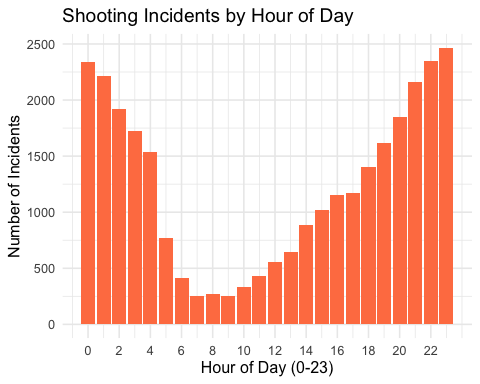 Shooting Incidents by Hour of Day
Number of Incidents
2500
2000
1500
1000
500
0
0 2 4 6 8 10 12 14 16 18 20 22
Hour of Day (0-23)